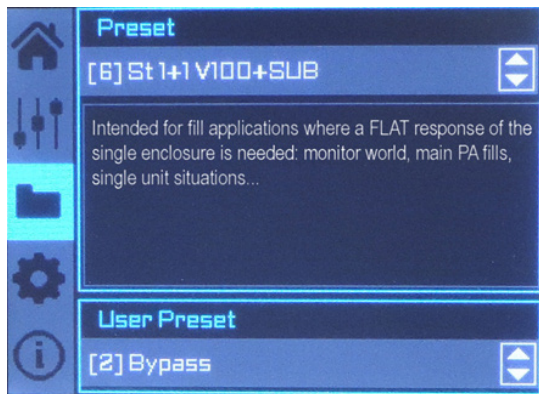 Preset
[6] St 1+1 V100+SUB
Intended for fill applications where a FLAT response of the
single enclosure is needed: monitor world, main PA fills,
single unit situations...
User Preset
[2] Bypass